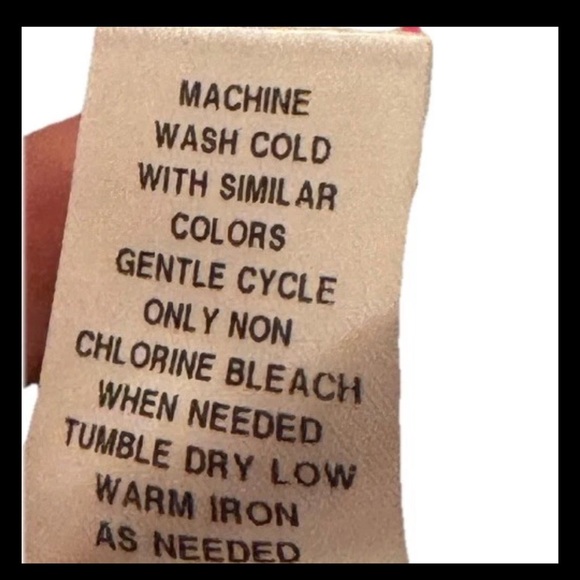 MACHINE
WASH COLD
WITH SIMILAR
COLORS
GENTLE CYCLE
ONLY NON
CHLORINE BLEACH
WHEN NEEDED
TUMBLE DRY LOW
WARM IRON
AS NEEDED